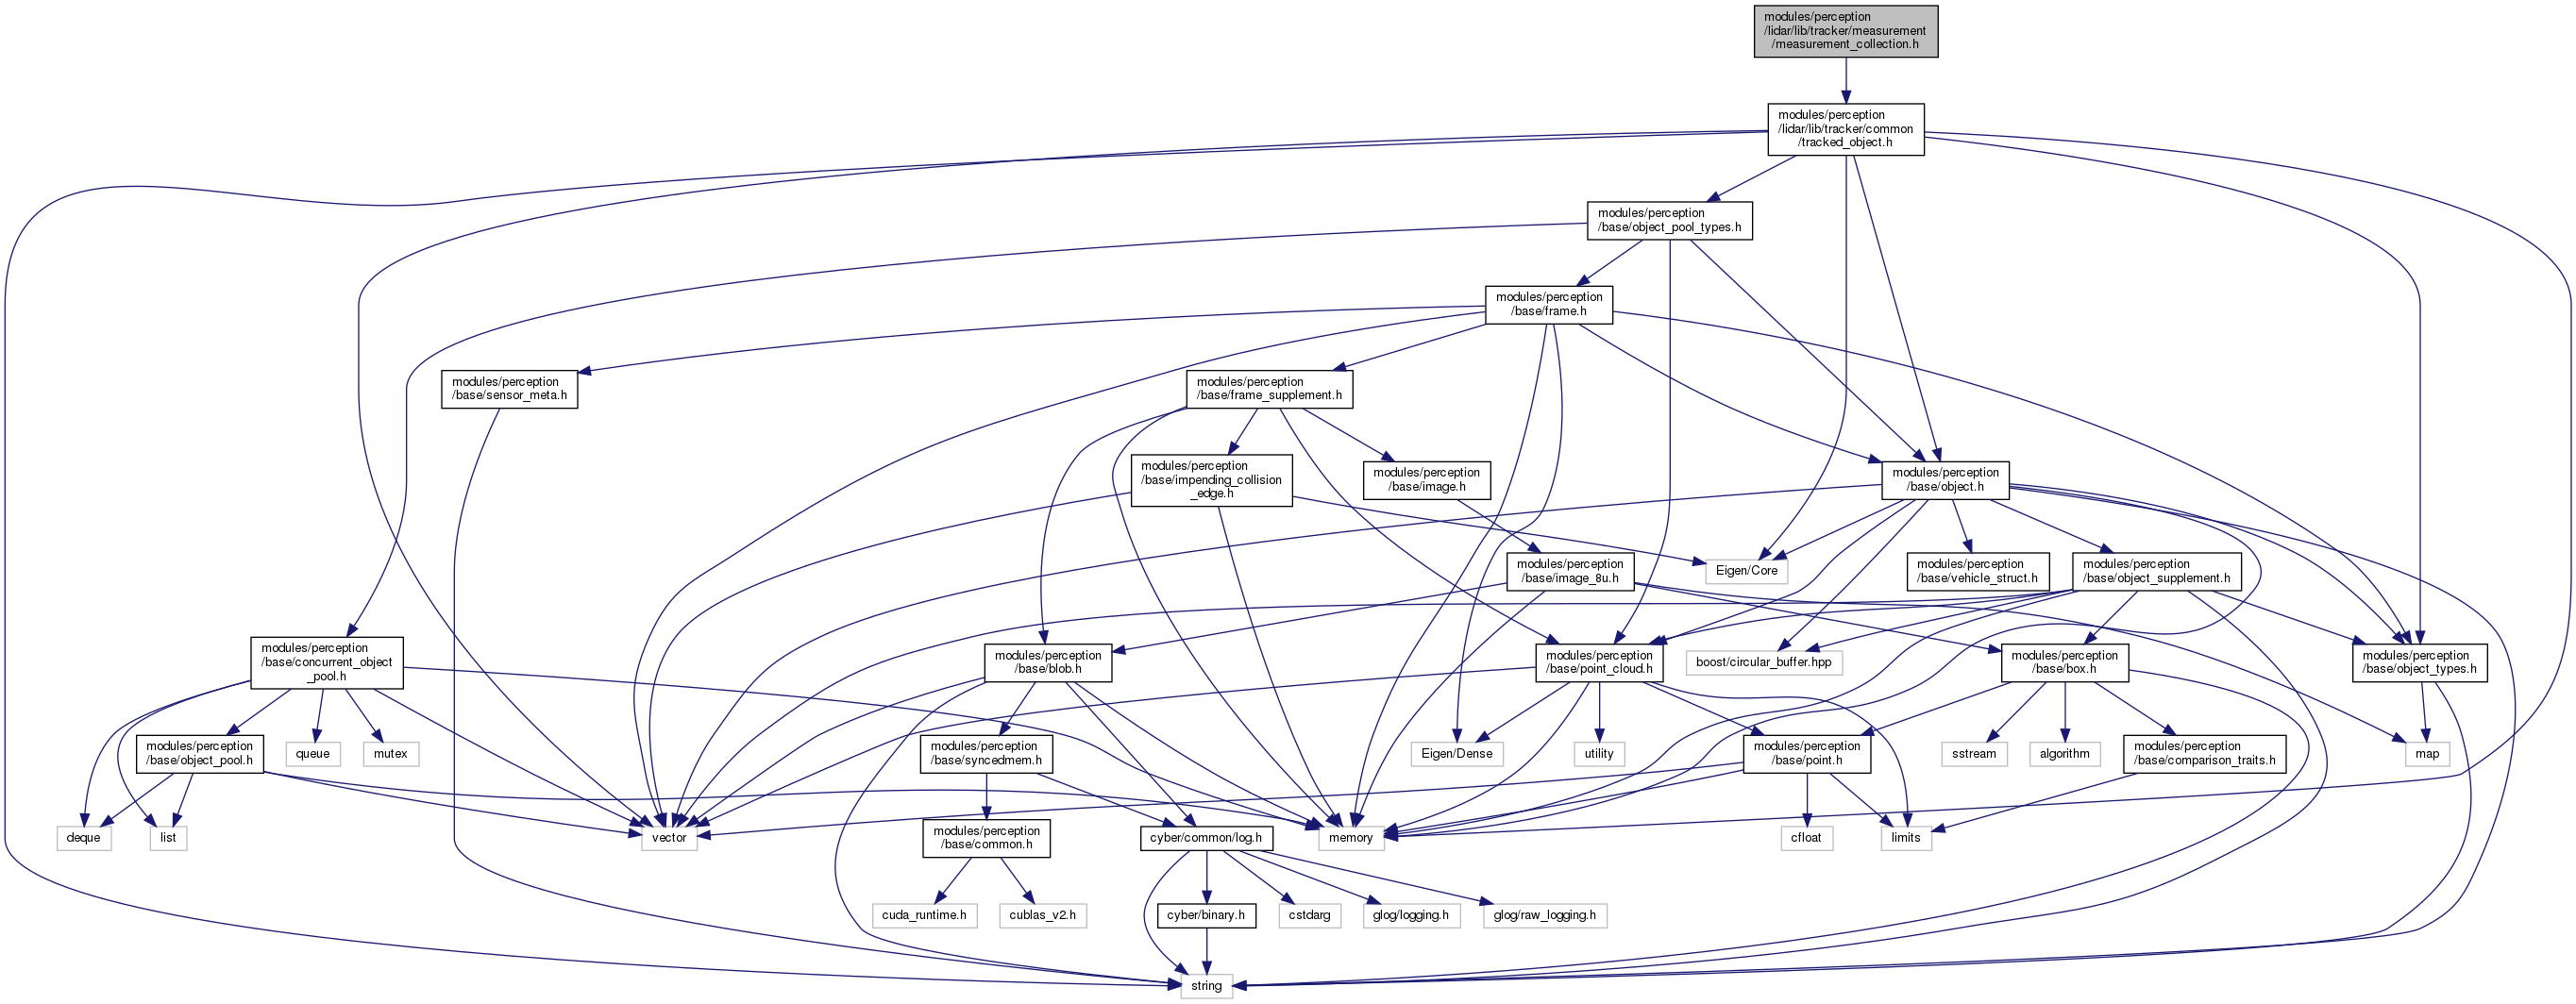 modules/perception
/lidar/lib/tracker/measurement
/measurement_collection.h
modules/perception
/lidar/lib/tracker/common
/tracked_object.h
modules/perception
/base/object_pool_types.h
modules/perception
/base/frame.h
modules/perception
/base/sensor_meta.h
modules/perception
/base/frame_supplement.h
modules/perception
/base/impending_collision
_edge.h
modules/perception
/base/image.h
modules/perception
/base/object.h
modules/perception
/base/image_8u.h
Eigen/Core
modules/perception
/base/vehicle_struct.h
modules/perception
/base/object_supplement.h
modules/perception
/base/concurrent_object
_pool.h
modules/perception
/base/blob.h
modules/perception
/base/point_cloud.h
boost/circular_buffer.hpp
modules/perception
/base/box.h
modules/perception
/base/object_types.h
modules/perception
/base/object_pool.h
queue
mutex
modules/perception
/base/syncedmem.h
Eigen/Dense
utility
modules/perception
/base/point.h
sstream
algorithm
modules/perception
/base/comparison_traits.h
map
deque
list
vector
modules/perception
/base/common.h
cyber/common/log.h
memory
cfloat
limits
cuda_runtime.h
cublas_v2.h
cyber/binary.h
cstdarg
glog/logging.h
glog/raw_logging.h
string